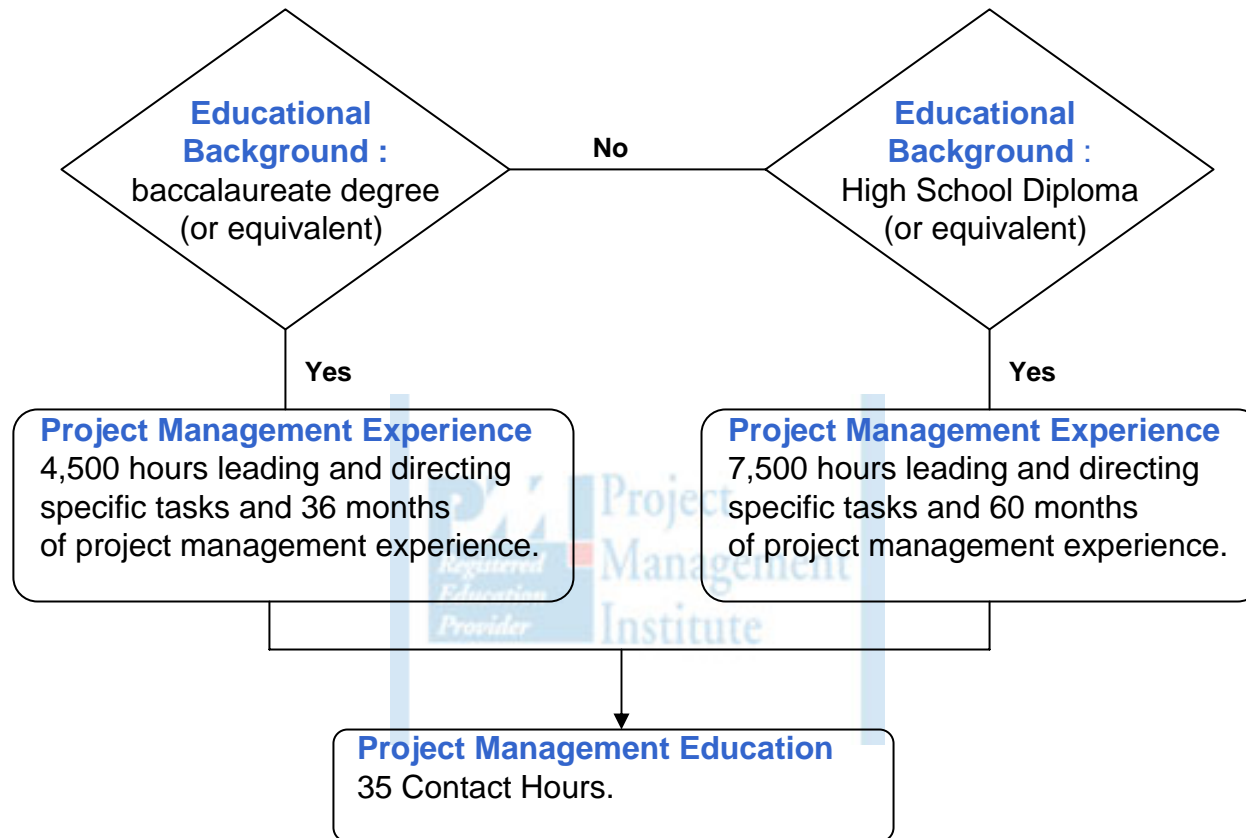 Educational
Background :
baccalaureate degree
(or equivalent)
No
Educational
Background :
High School Diploma
(or equivalent)
Yes
Yes
Project Management Experience
4,500 hours leading and directing
specific tasks and 36 months
of project management experience.
Project Management Experience
7,500 hours leading and directing
specific tasks and 60 months
of project management experience.
Project
Management
Institute
Registered
Education
Provider
Project Management Education
35 Contact Hours.